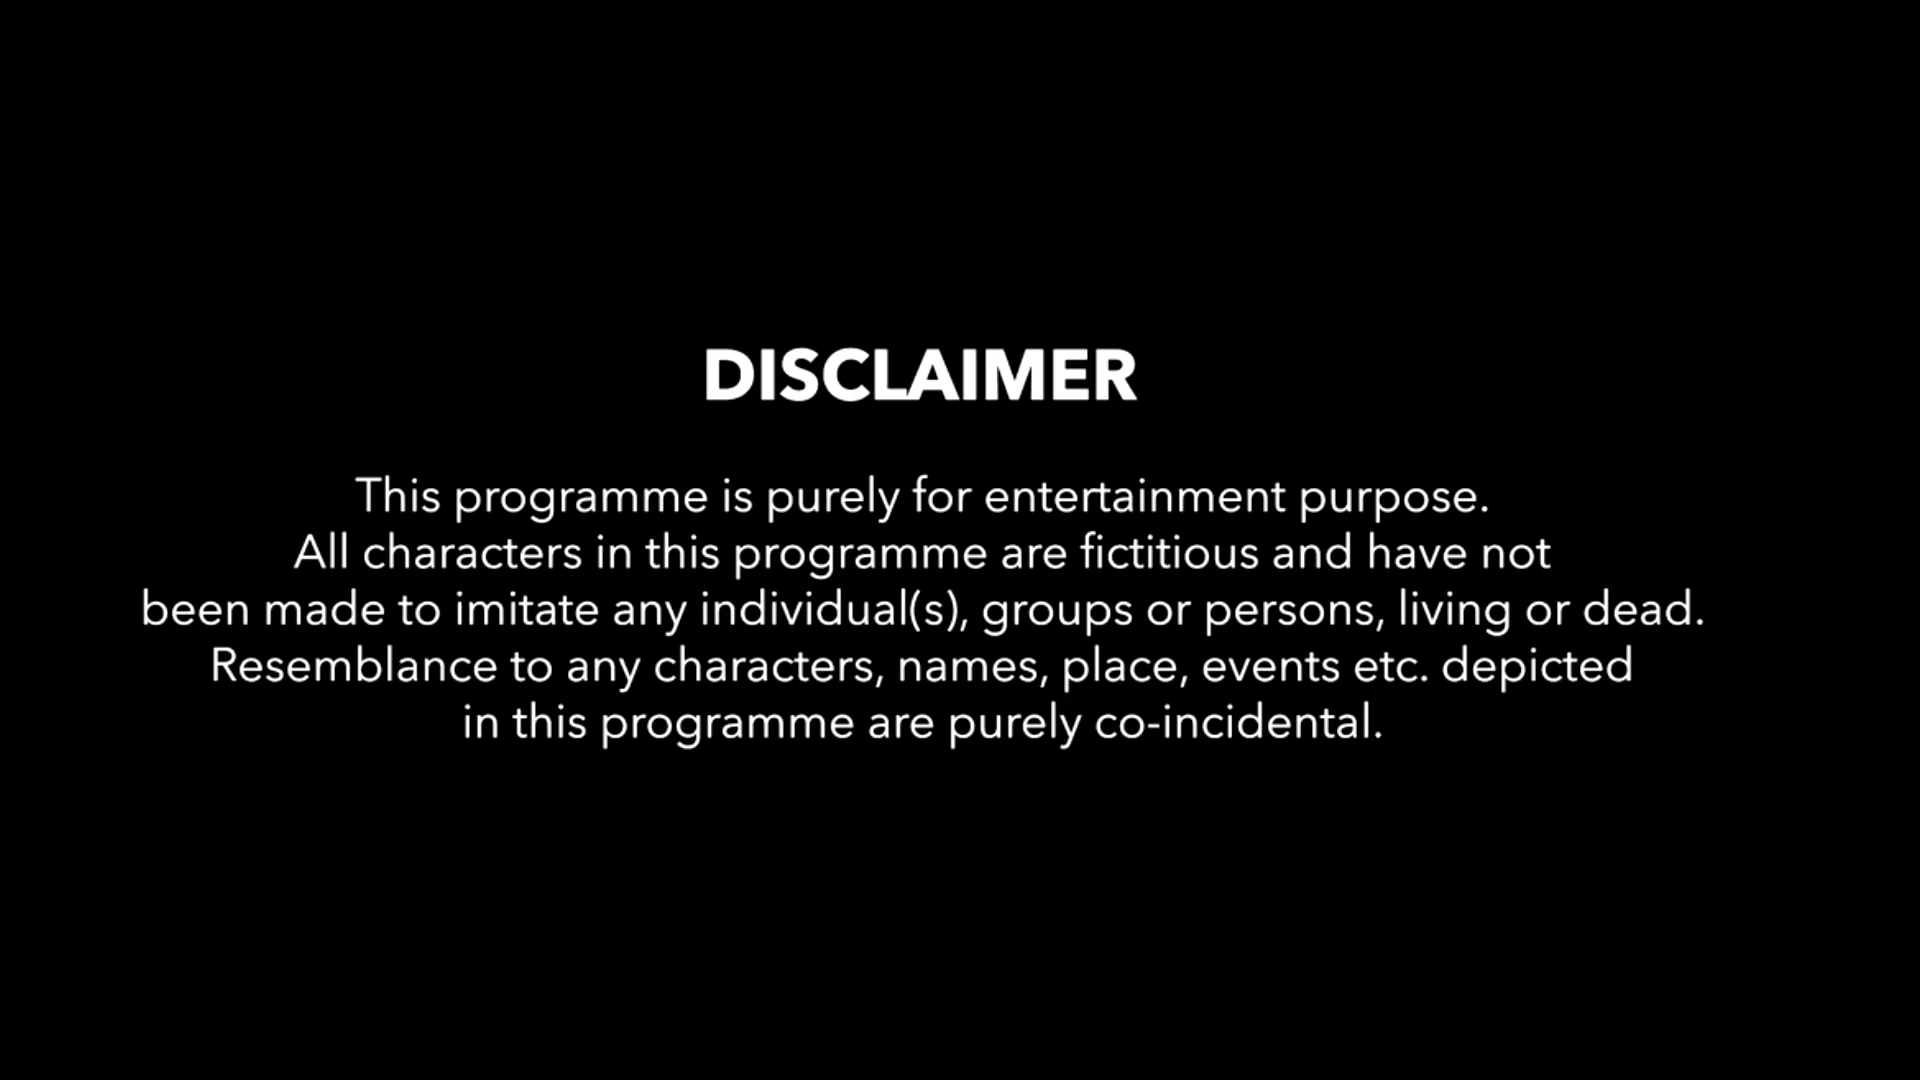 DISCLAIMER
This programme is purely for entertainment purpose.
All characters in this programme are fictitious and have not
been made to imitate any individual(s), groups or persons, living or dead.
Resemblance to any characters, names, place, events etc. depicted
in this programme are purely co-incidental.